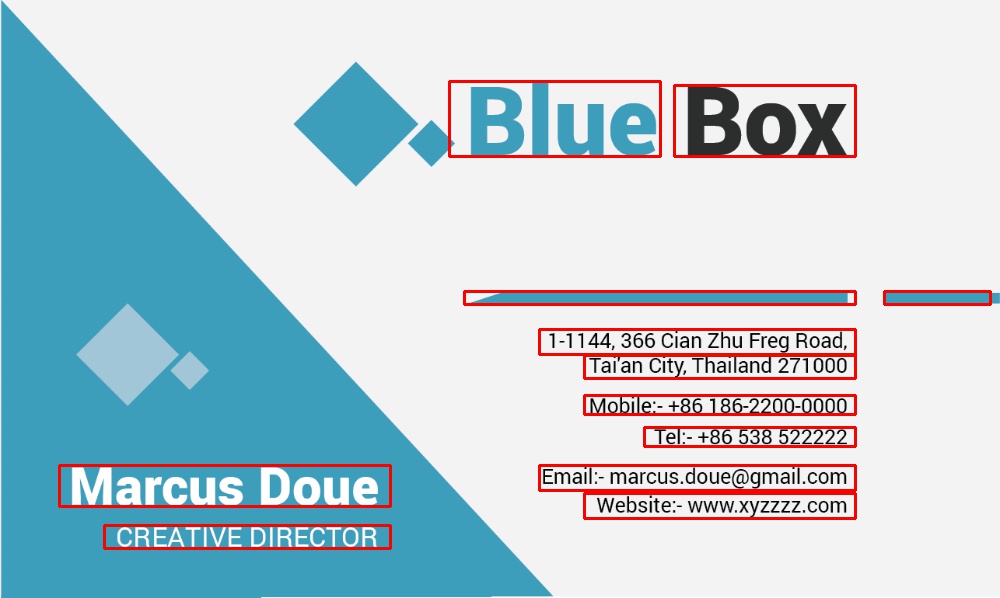 Blue Box
1-1144, 366 Cian Zhu Freg Road,
Tai'an City, Thailand 271000
Mobile:- +86 186-2200-0000
Tel:- +86 538 522222
Email:- marcus.doue@gmail.com
Website:- www.xyzzzz.com
Marcus Doue
CREATIVE DIRECTOR